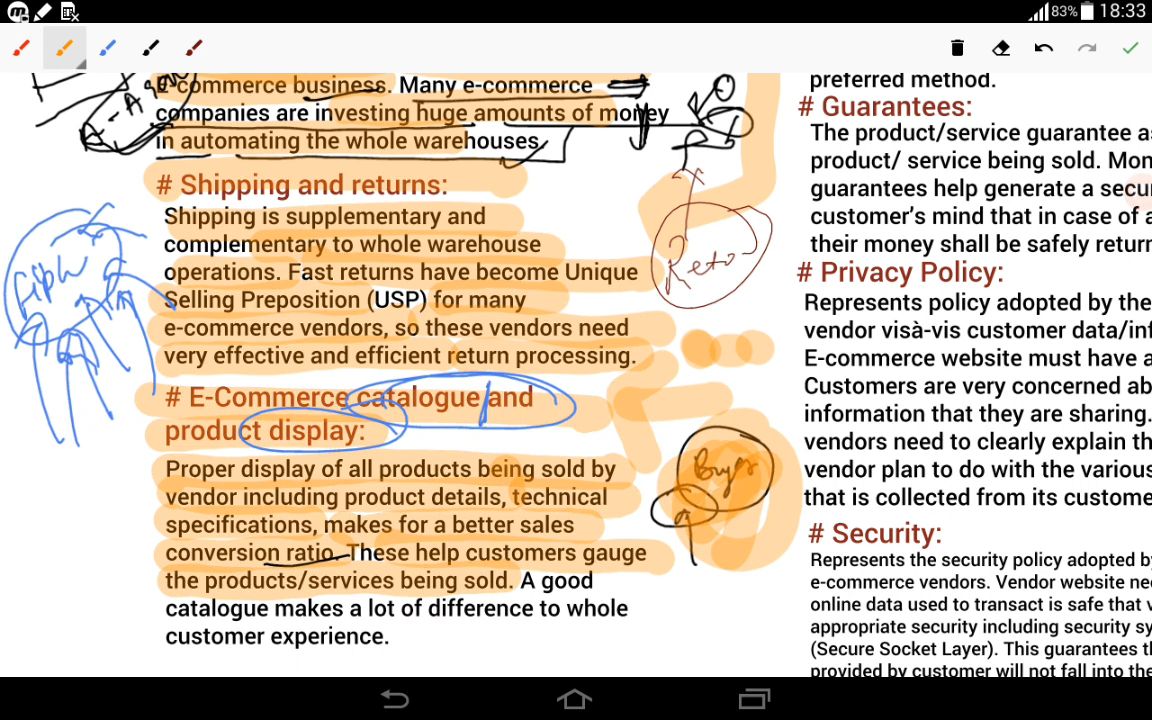 83% 18:33
e-commerce business. Many e-commerce
companies are investing huge amounts of money
in automating the whole warehouses
# Shipping and returns:
Shipping is supplementary and
complementary to whole warehouse
operations. Fast returns have become Unique
Selling Preposition (USP) for many
e-commerce vendors, so these vendors need
very effective and efficient return processing.
# E-Commerce catalogue and
product display:
Proper display of all products being sold by
vendor including product details, technical
specifications, makes for a better sales
conversion ratio. These help customers gauge
the products/services being sold. A good
catalogue makes a lot of difference to whole
customer experience.
Buyer
preferred method.
# Guarantees:
The product/service guarantee as
product/ service being sold. Mon
guarantees help generate a secu
customer's mind that in case of a
their money shall be safely return
# Privacy Policy:
Represents policy adopted by the
vendor visà-vis customer data/inf
E-commerce website must have a
Customers are very concerned ab
information that they are sharing.
vendors need to clearly explain th
vendor plan to do with the various
that is collected from its custome
# Security:
Represents the security policy adopted by
e-commerce vendors. Vendor website nee
online data used to transact is safe that v
appropriate security including security sy
(Secure Socket Layer). This guarantees th
provided by customer will not fall into the